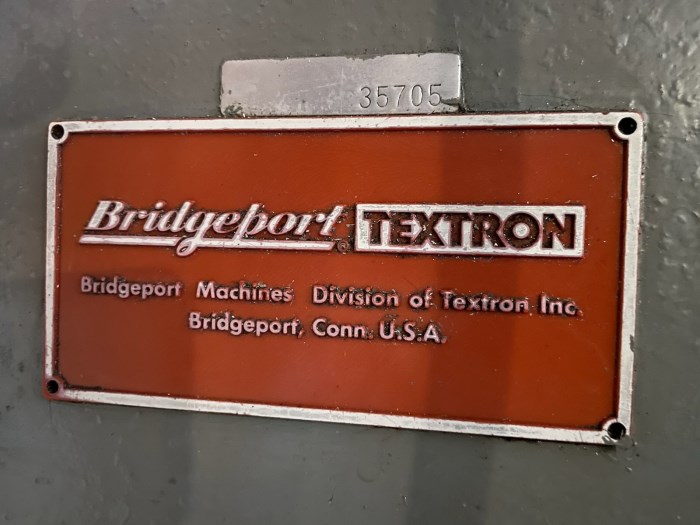 35705
Bridgeport® TEXTRON
Bridgeport Machines Division of Textron Inc.
Bridgeport, Conn. U.S.A.